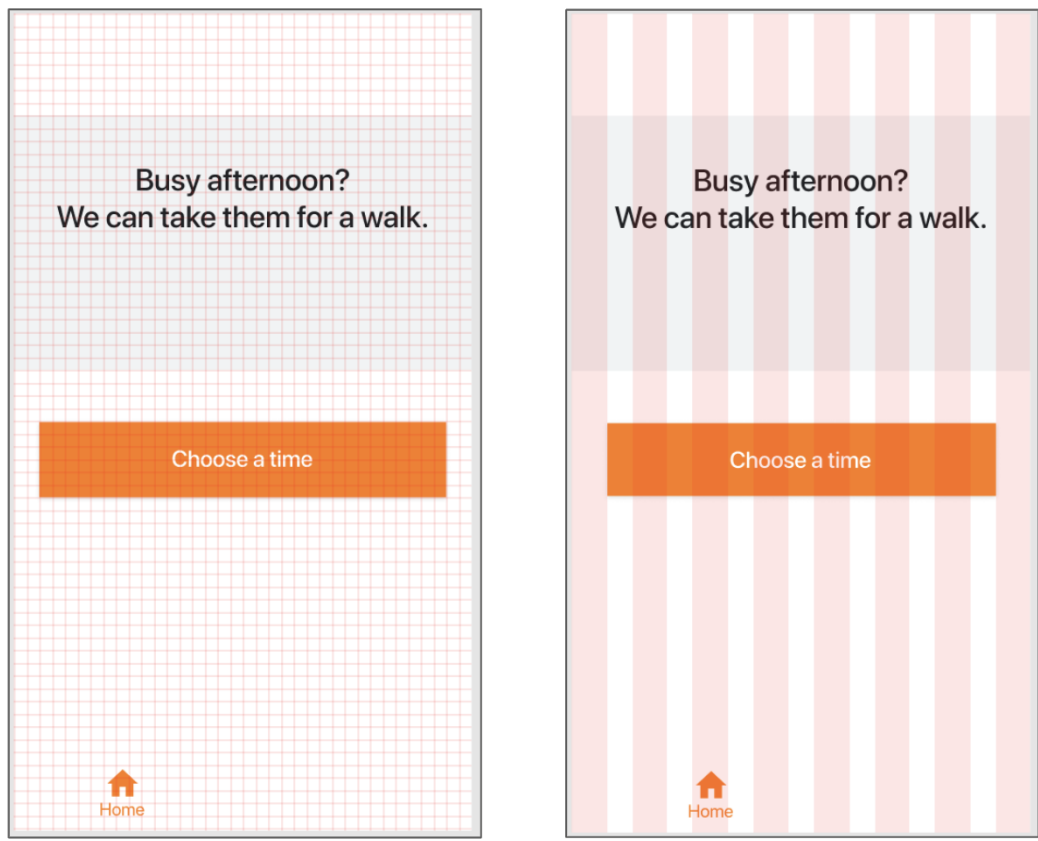 Busy afternoon?
We can take them for a walk.
Choose a time
Home
Busy afternoon?
We can take them for a walk.
Choose a time
Home